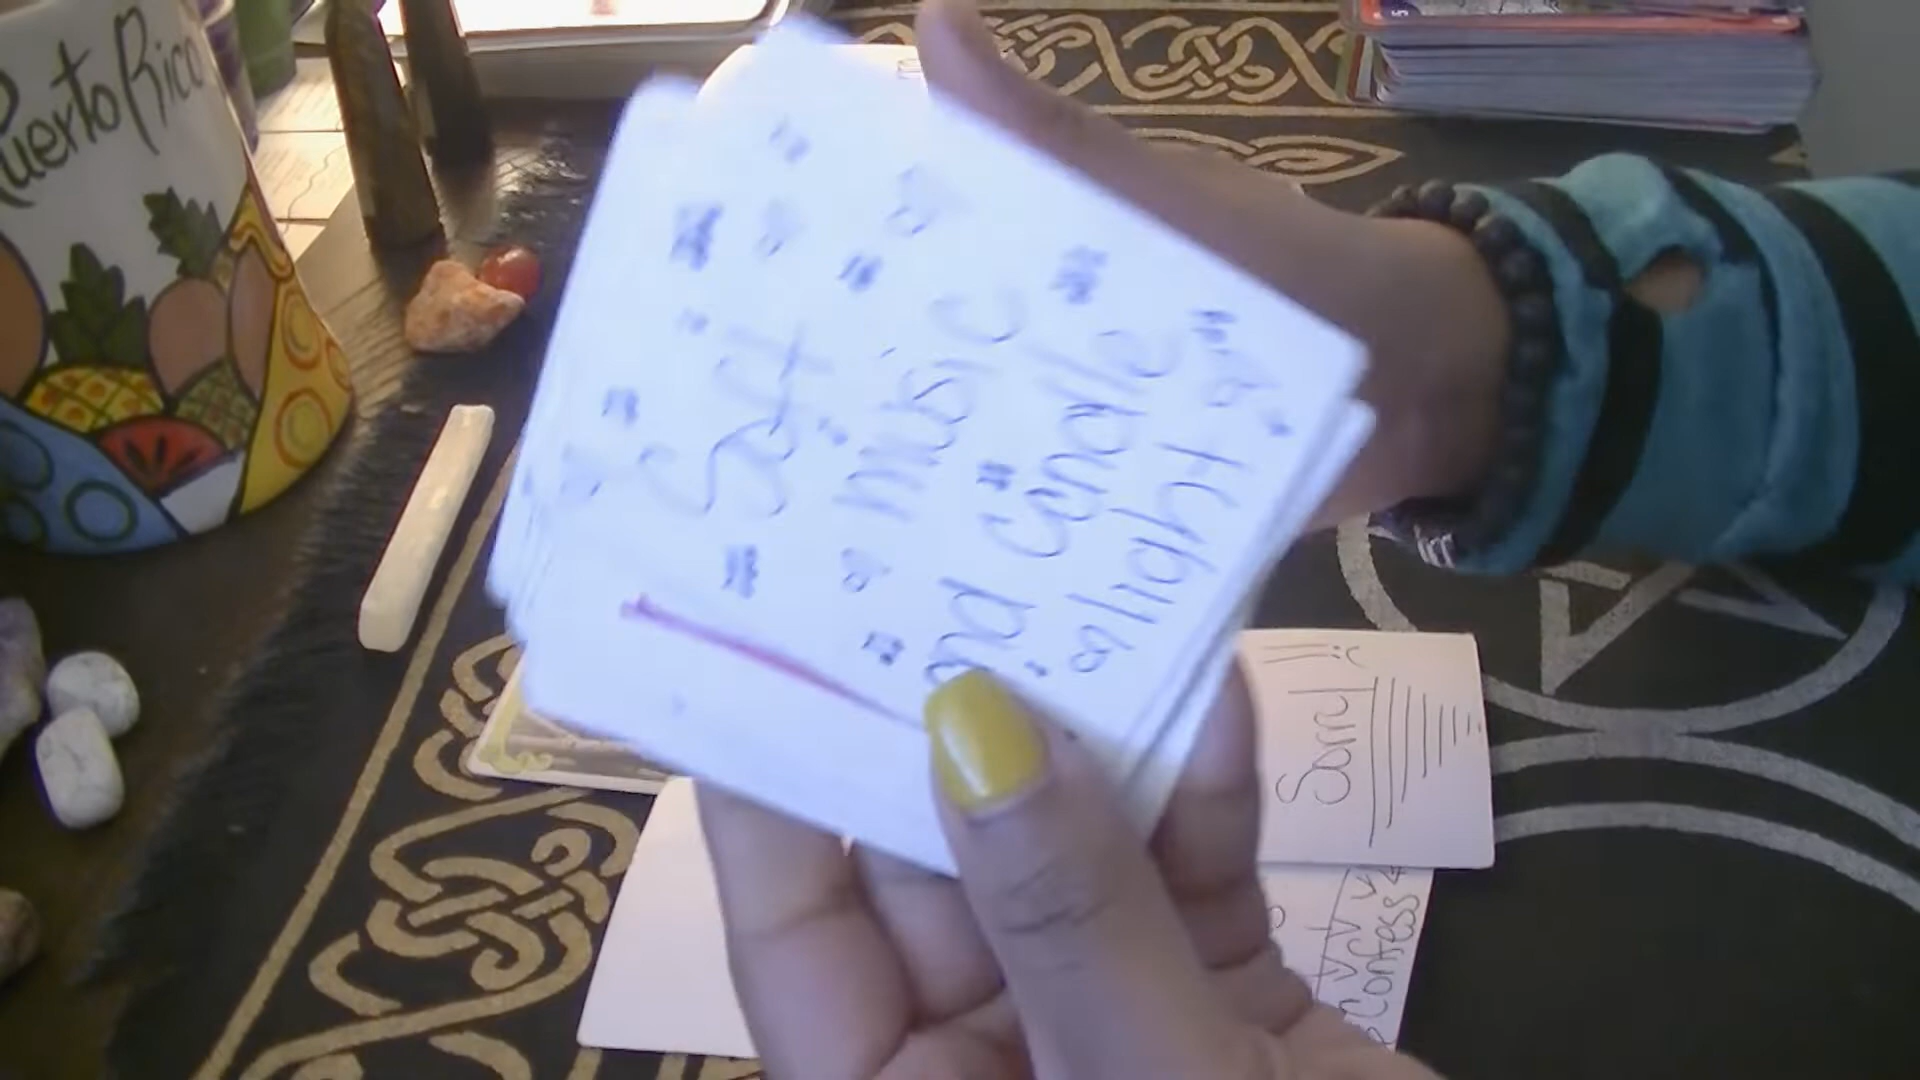 Puerto Rico
Soft
music
and candle
light
Sorry
Confess